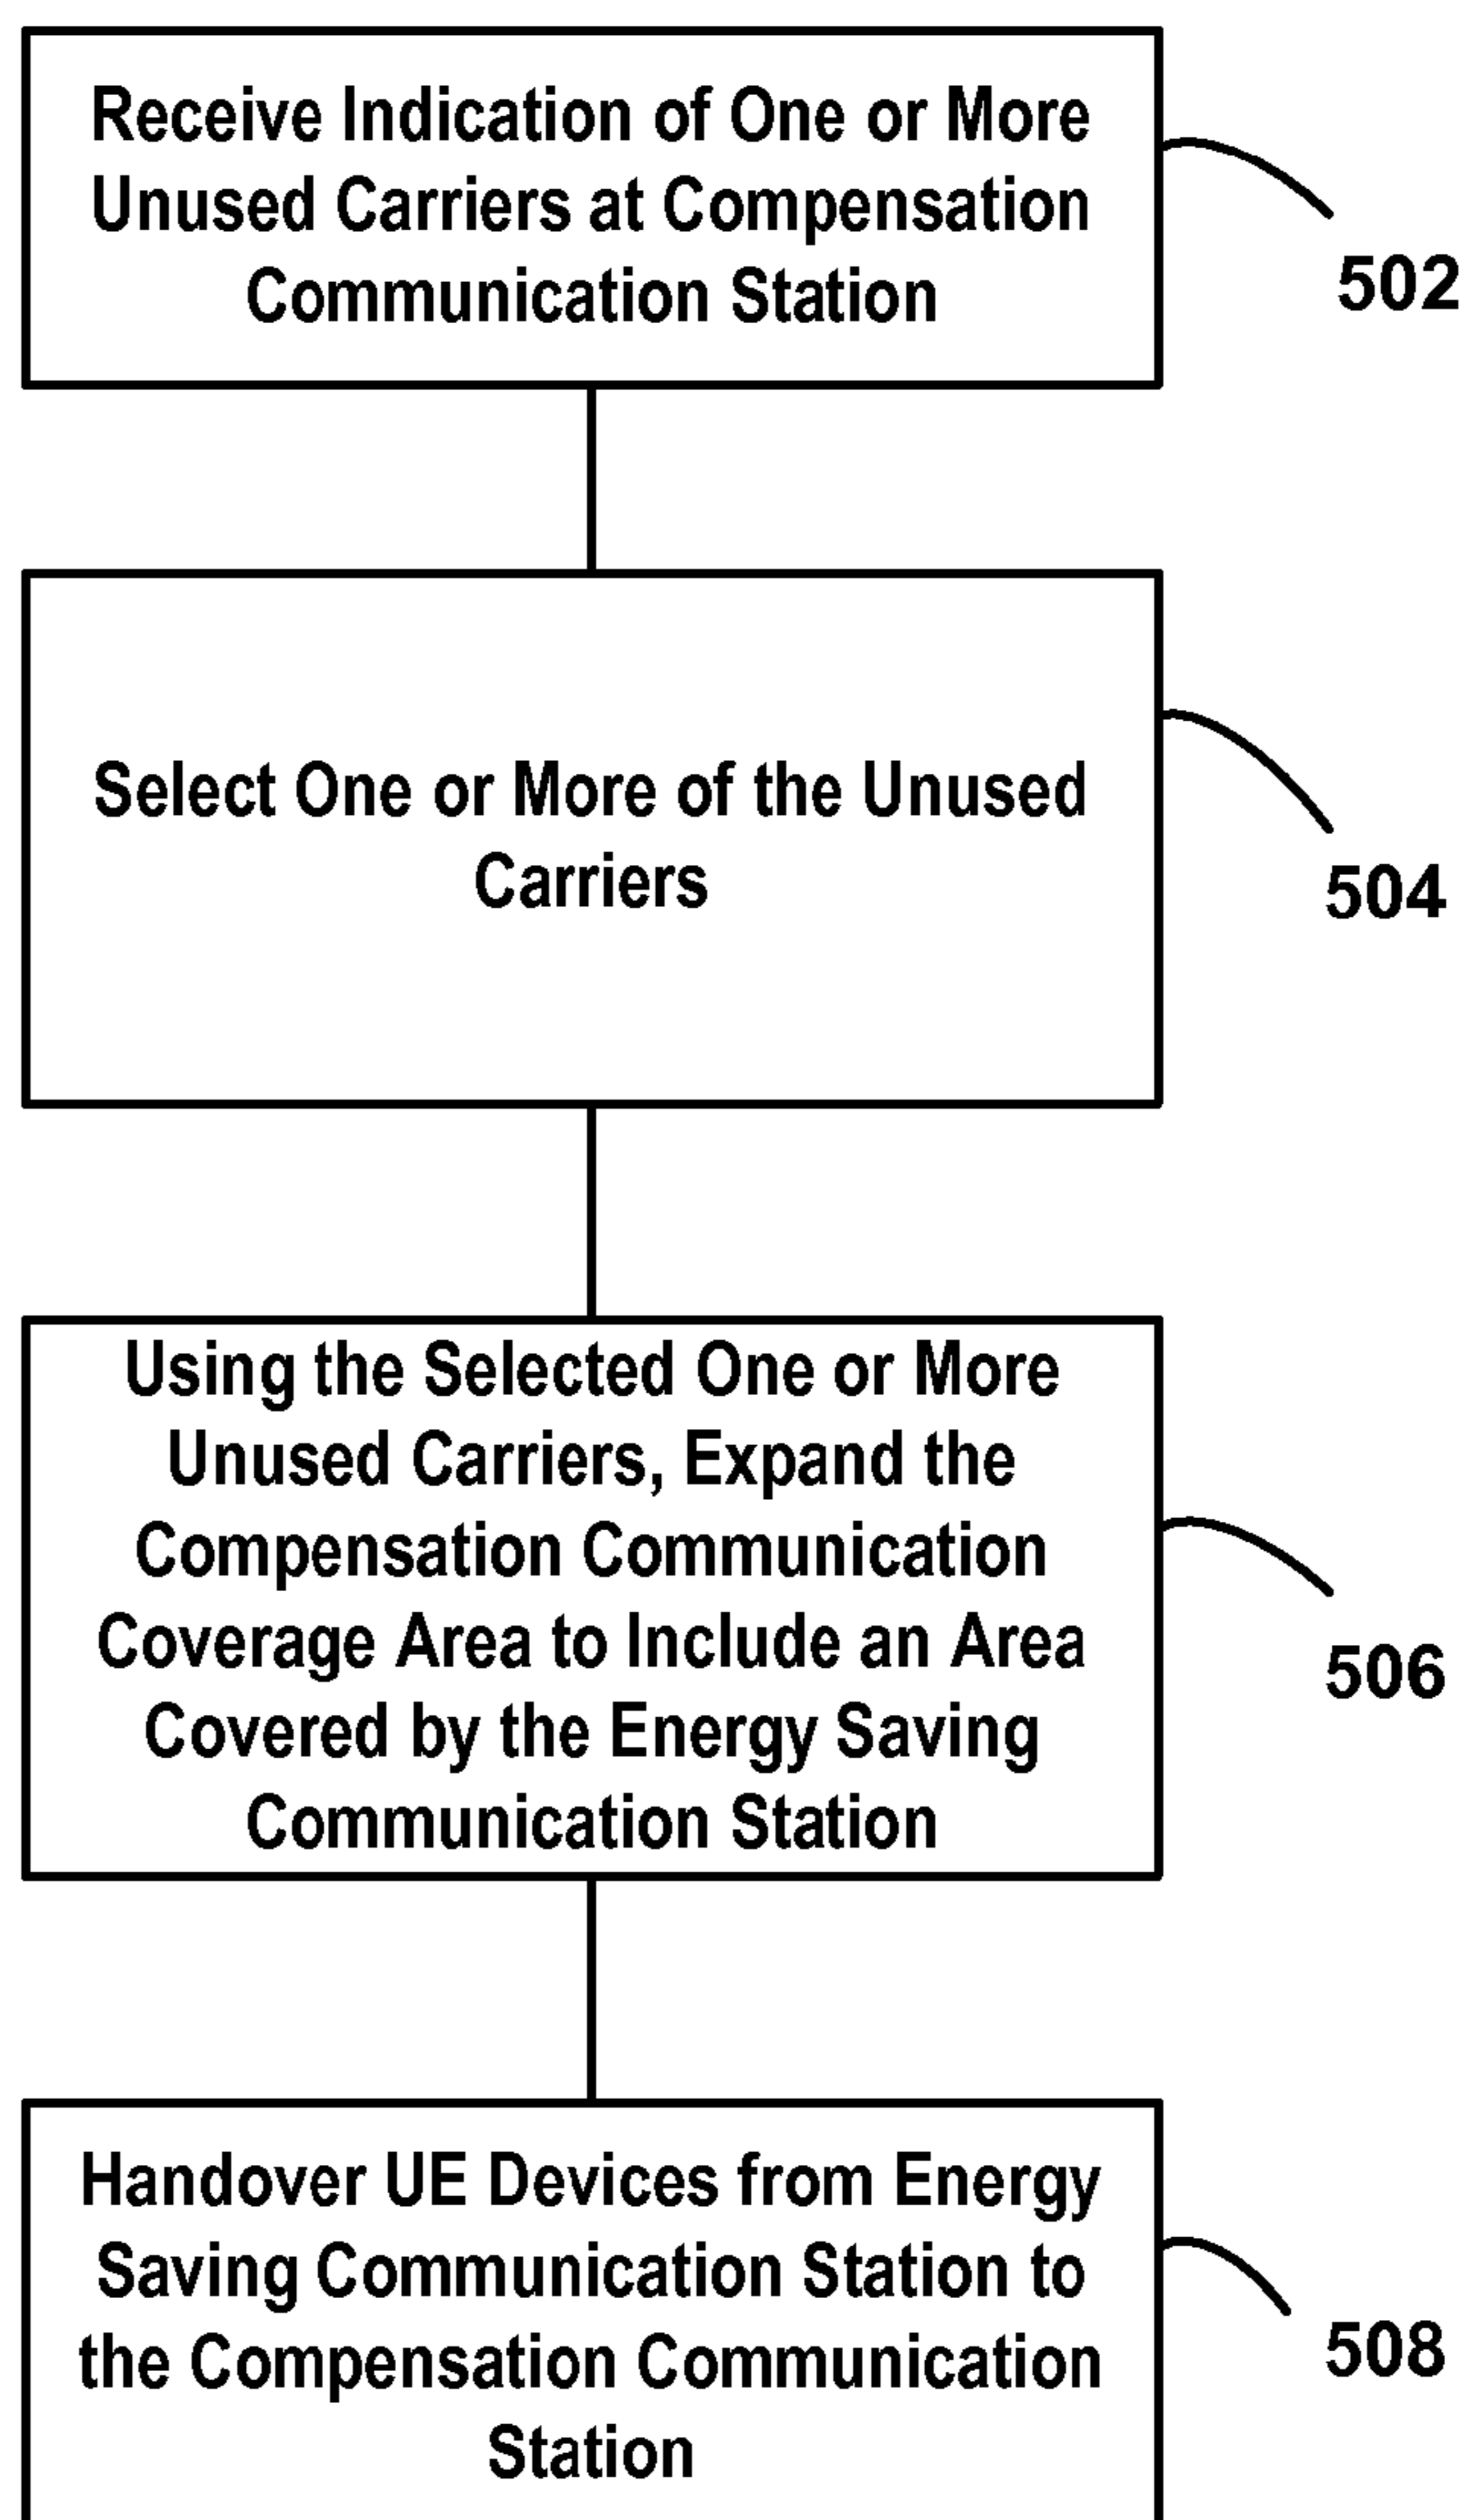 Receive Indication of One or More
Unused Carriers at Compensation
Communication Station
502
Select One or More of the Unused
Carriers
504
Using the Selected One or More
Unused Carriers, Expand the
Compensation Communication
Coverage Area to Include an Area
Covered by the Energy Saving
Communication Station
506
Handover UE Devices from Energy
Saving Communication Station to
the Compensation Communication
Station
508